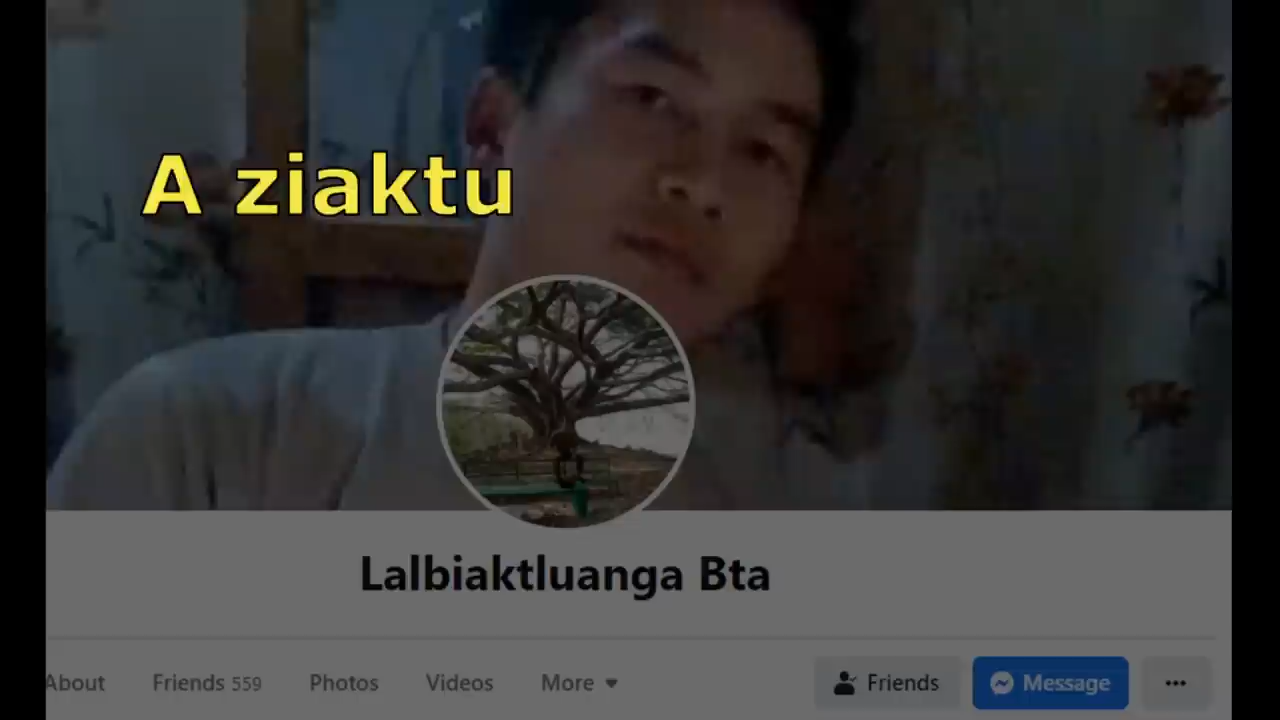 A ziaktu
Lalbiaktluanga Bta
About Friends 559 Photos Videos More Friends Message